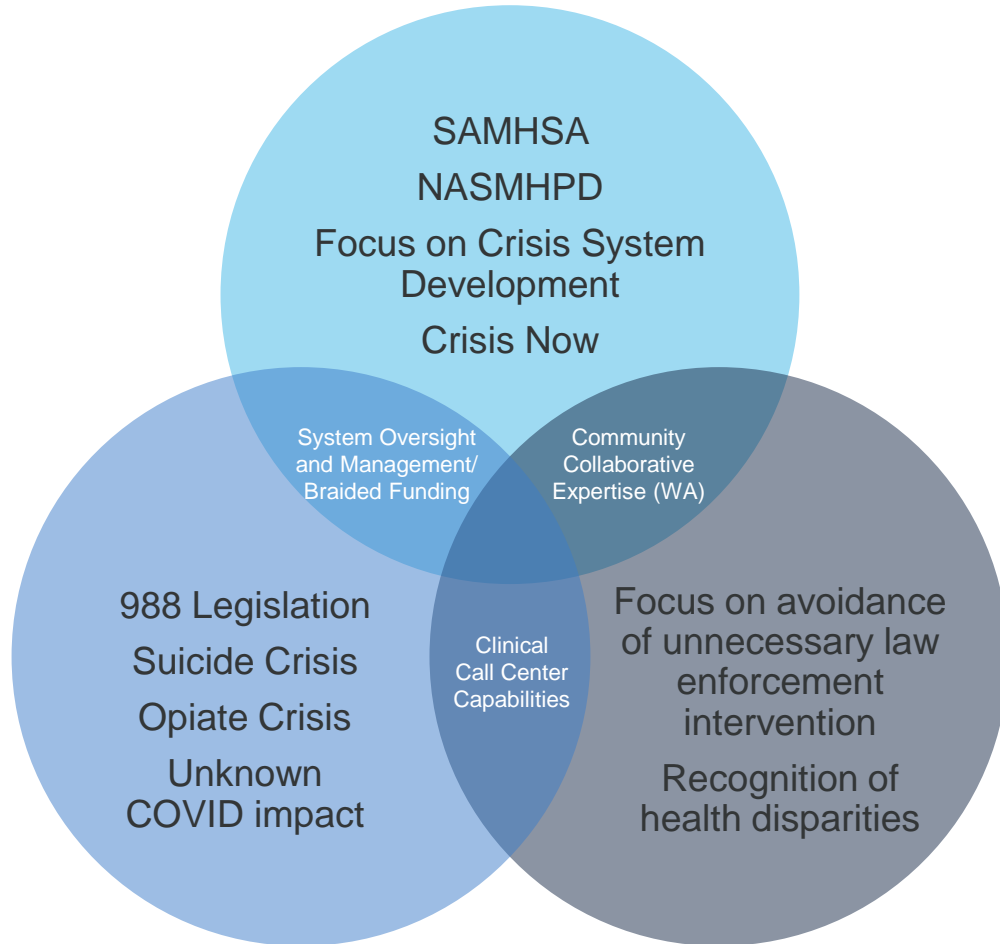 SAMHSA
NASMHPD
Focus on Crisis System
Development
Crisis Now
System Oversight
and Management/
Braided Funding
Community
Collaborative
Expertise (WA)
988 Legislation
Suicide Crisis
Opiate Crisis
Unknown
COVID impact
Clinical
Call Center
Capabilities
Focus on avoidance
of unnecessary law
enforcement
intervention
Recognition of
health disparities